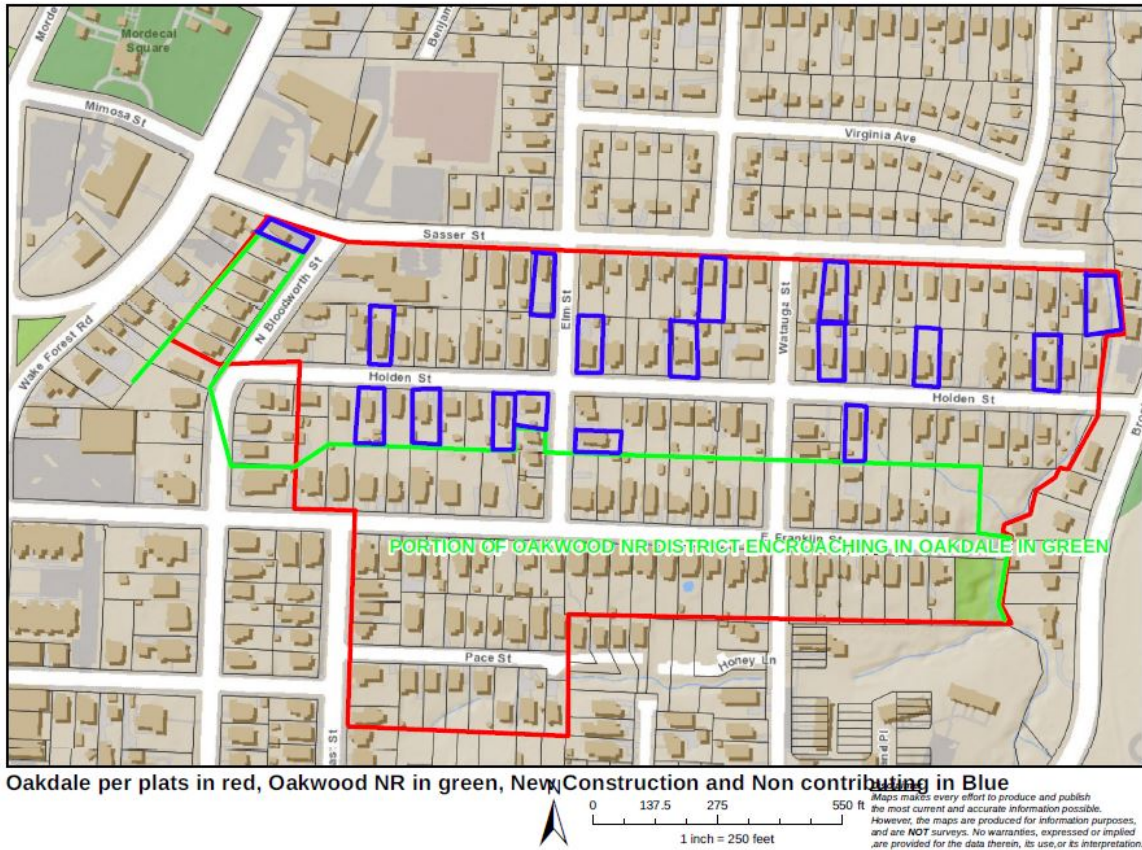 Mordecai
Square
Mimosa St
Virginia Ave
Sasser St
N Bloodworth St
Elm St
Watauga St
Wake Forest Rd
Holden St
Holden St
E Franklin St
PORTION OF OAKWOOD NR DISTRICT ENCROACHING IN OAKDALE IN GREEN
Pace St
Honey Ln
Oakdale per plats in red, Oakwood NR in green, New Construction and Non contributing in Blue
N
0 137.5 275 550 ft
1 inch = 250 feet
iMaps makes every effort to produce and publish
the most current and accurate information possible.
However, the maps are produced for information purposes,
and are NOT surveys. No warranties, expressed or implied
,are provided for the data therein, its use,or its interpretation